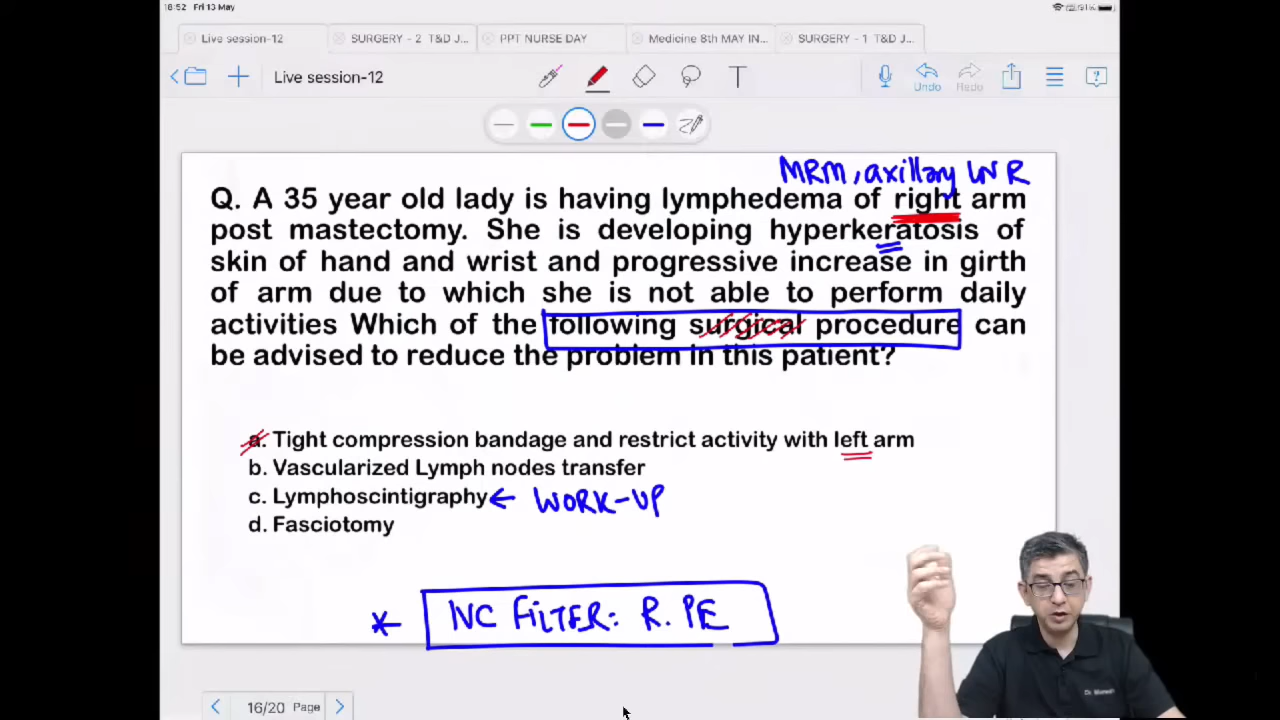 18:52 Fri 13 May
91%
Live session-12
SURGERY - 2 T&D J...
PPT NURSE DAY
Medicine 8th MAY IN...
SURGERY - 1 T&D J...
Live session-12
T
Undo
Redo
MRM, axillary LN R
Q. A 35 year old lady is having lymphedema of right arm
post mastectomy. She is developing hyperkeratosis of
skin of hand and wrist and progressive increase in girth
of arm due to which she is not able to perform daily
activities Which of the following surgical procedure can
be advised to reduce the problem in this patient?
a. Tight compression bandage and restrict activity with left arm
b. Vascularized Lymph nodes transfer
c. Lymphoscintigraphy ← WORK-UP
d. Fasciotomy
* IVC FILTER: R. PE
16/20 Page